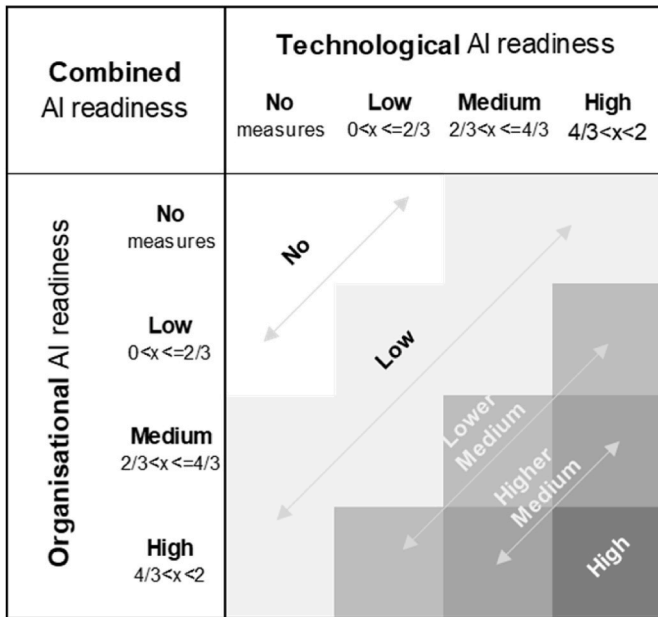 Combined
AI readiness
Technological AI readiness
No
measures
Low
0<x<=2/3
Medium
2/3<x<=4/3
High
4/3<x<2
Organisational AI readiness
No
measures
Low
0<x<=2/3
Medium
2/3<x<=4/3
High
4/3<x<2
No
Low
Lower
Medium
Higher
Medium
High